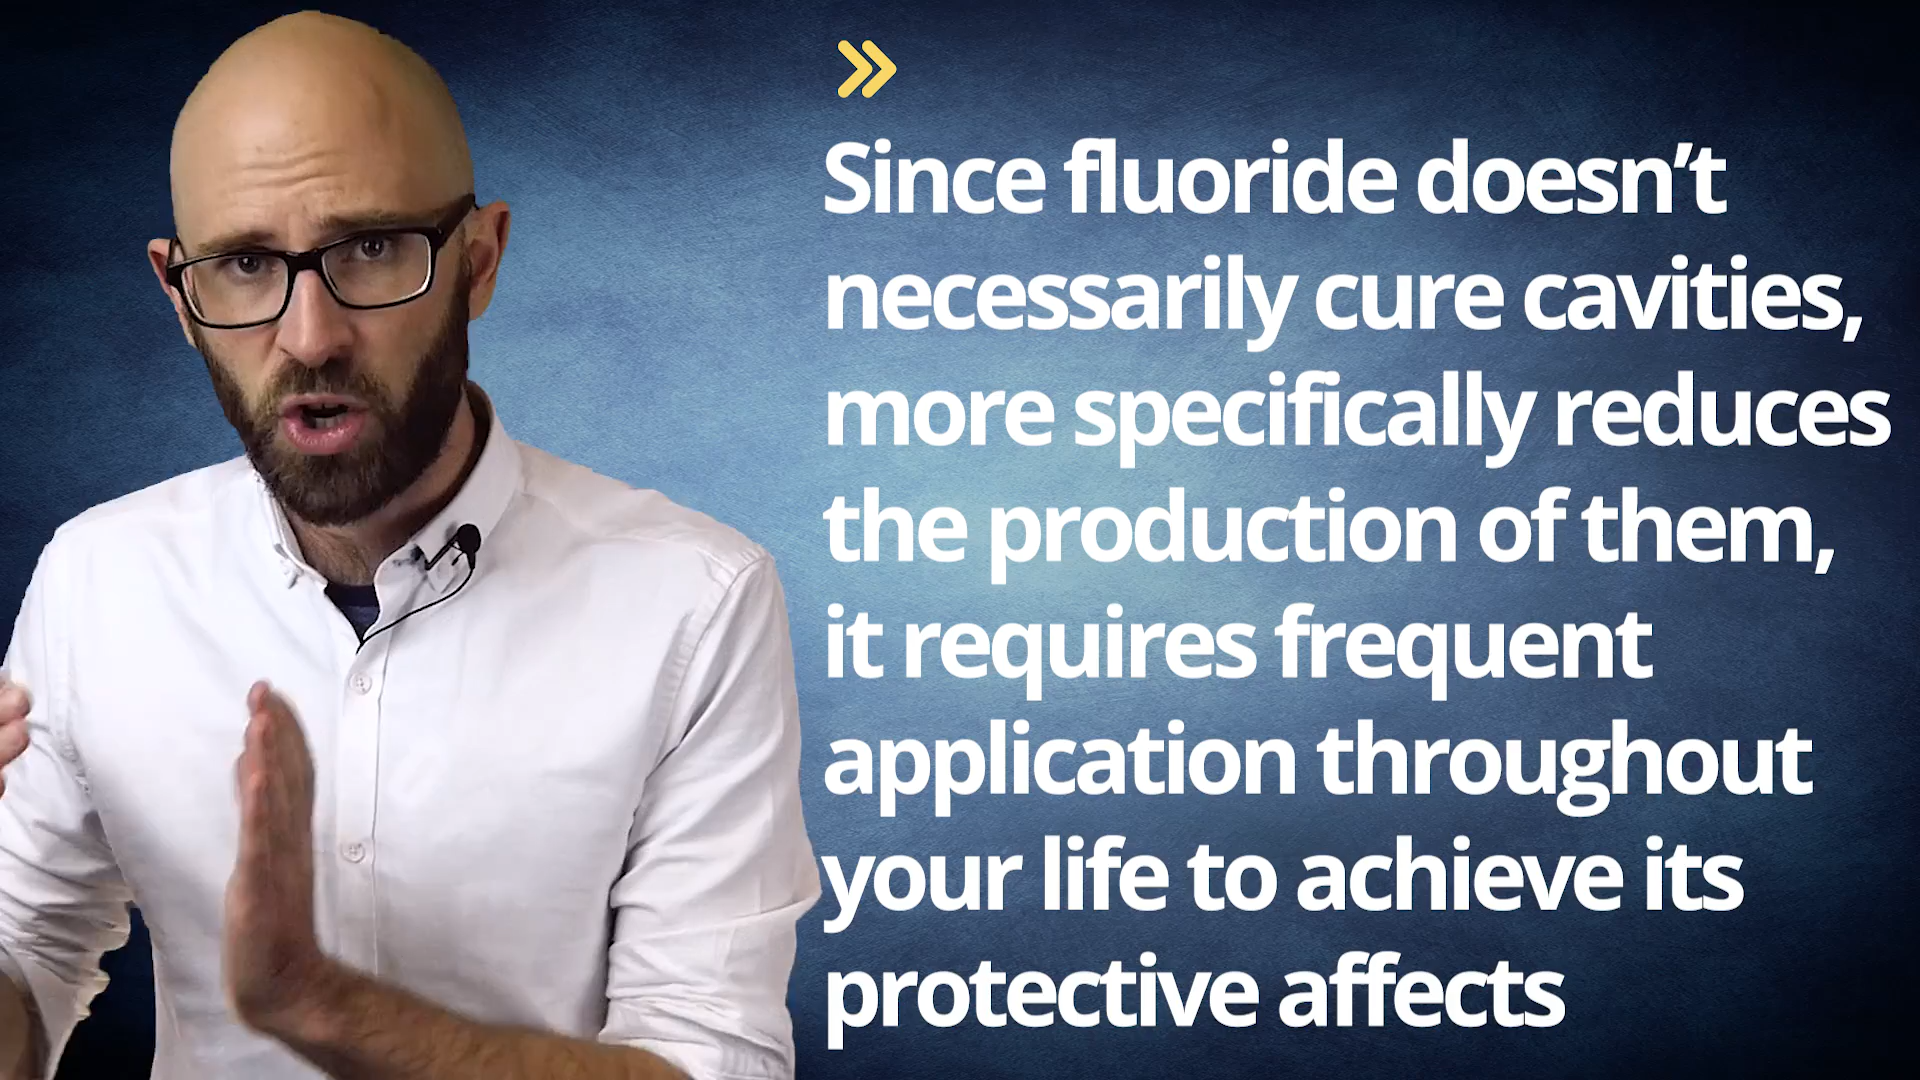 Since fluoride doesn’t
necessarily cure cavities,
more specifically reduces
the production of them,
it requires frequent
application throughout
your life to achieve its
protective affects